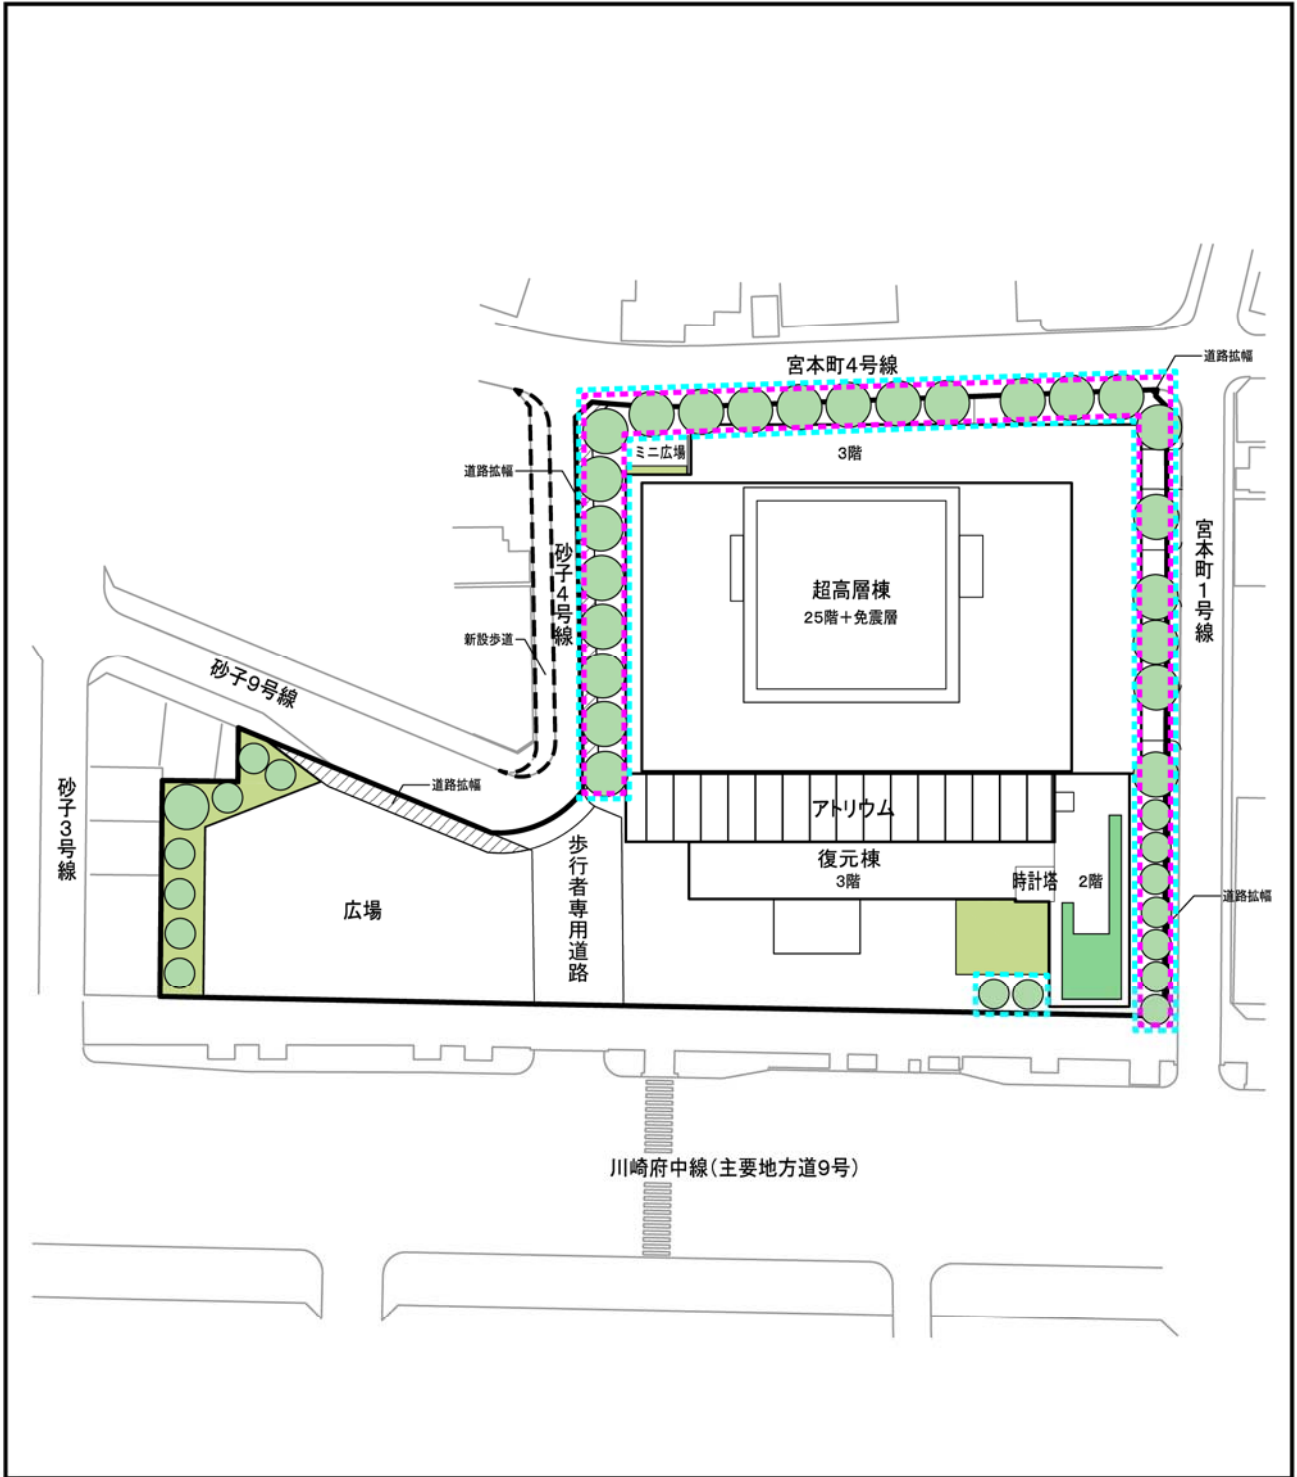 宮本町4号線
道路拡幅
ミニ広場
3階
道路拡幅
砂子4号線
宮本町1号線
超高層棟
25階＋免震層
新設歩道
砂子9号線
道路拡幅
砂子3号線
アトリウム
歩行者専用道路
復元棟
3階
時計塔
2階
道路拡幅
広場
川崎府中線(主要地方道9号)